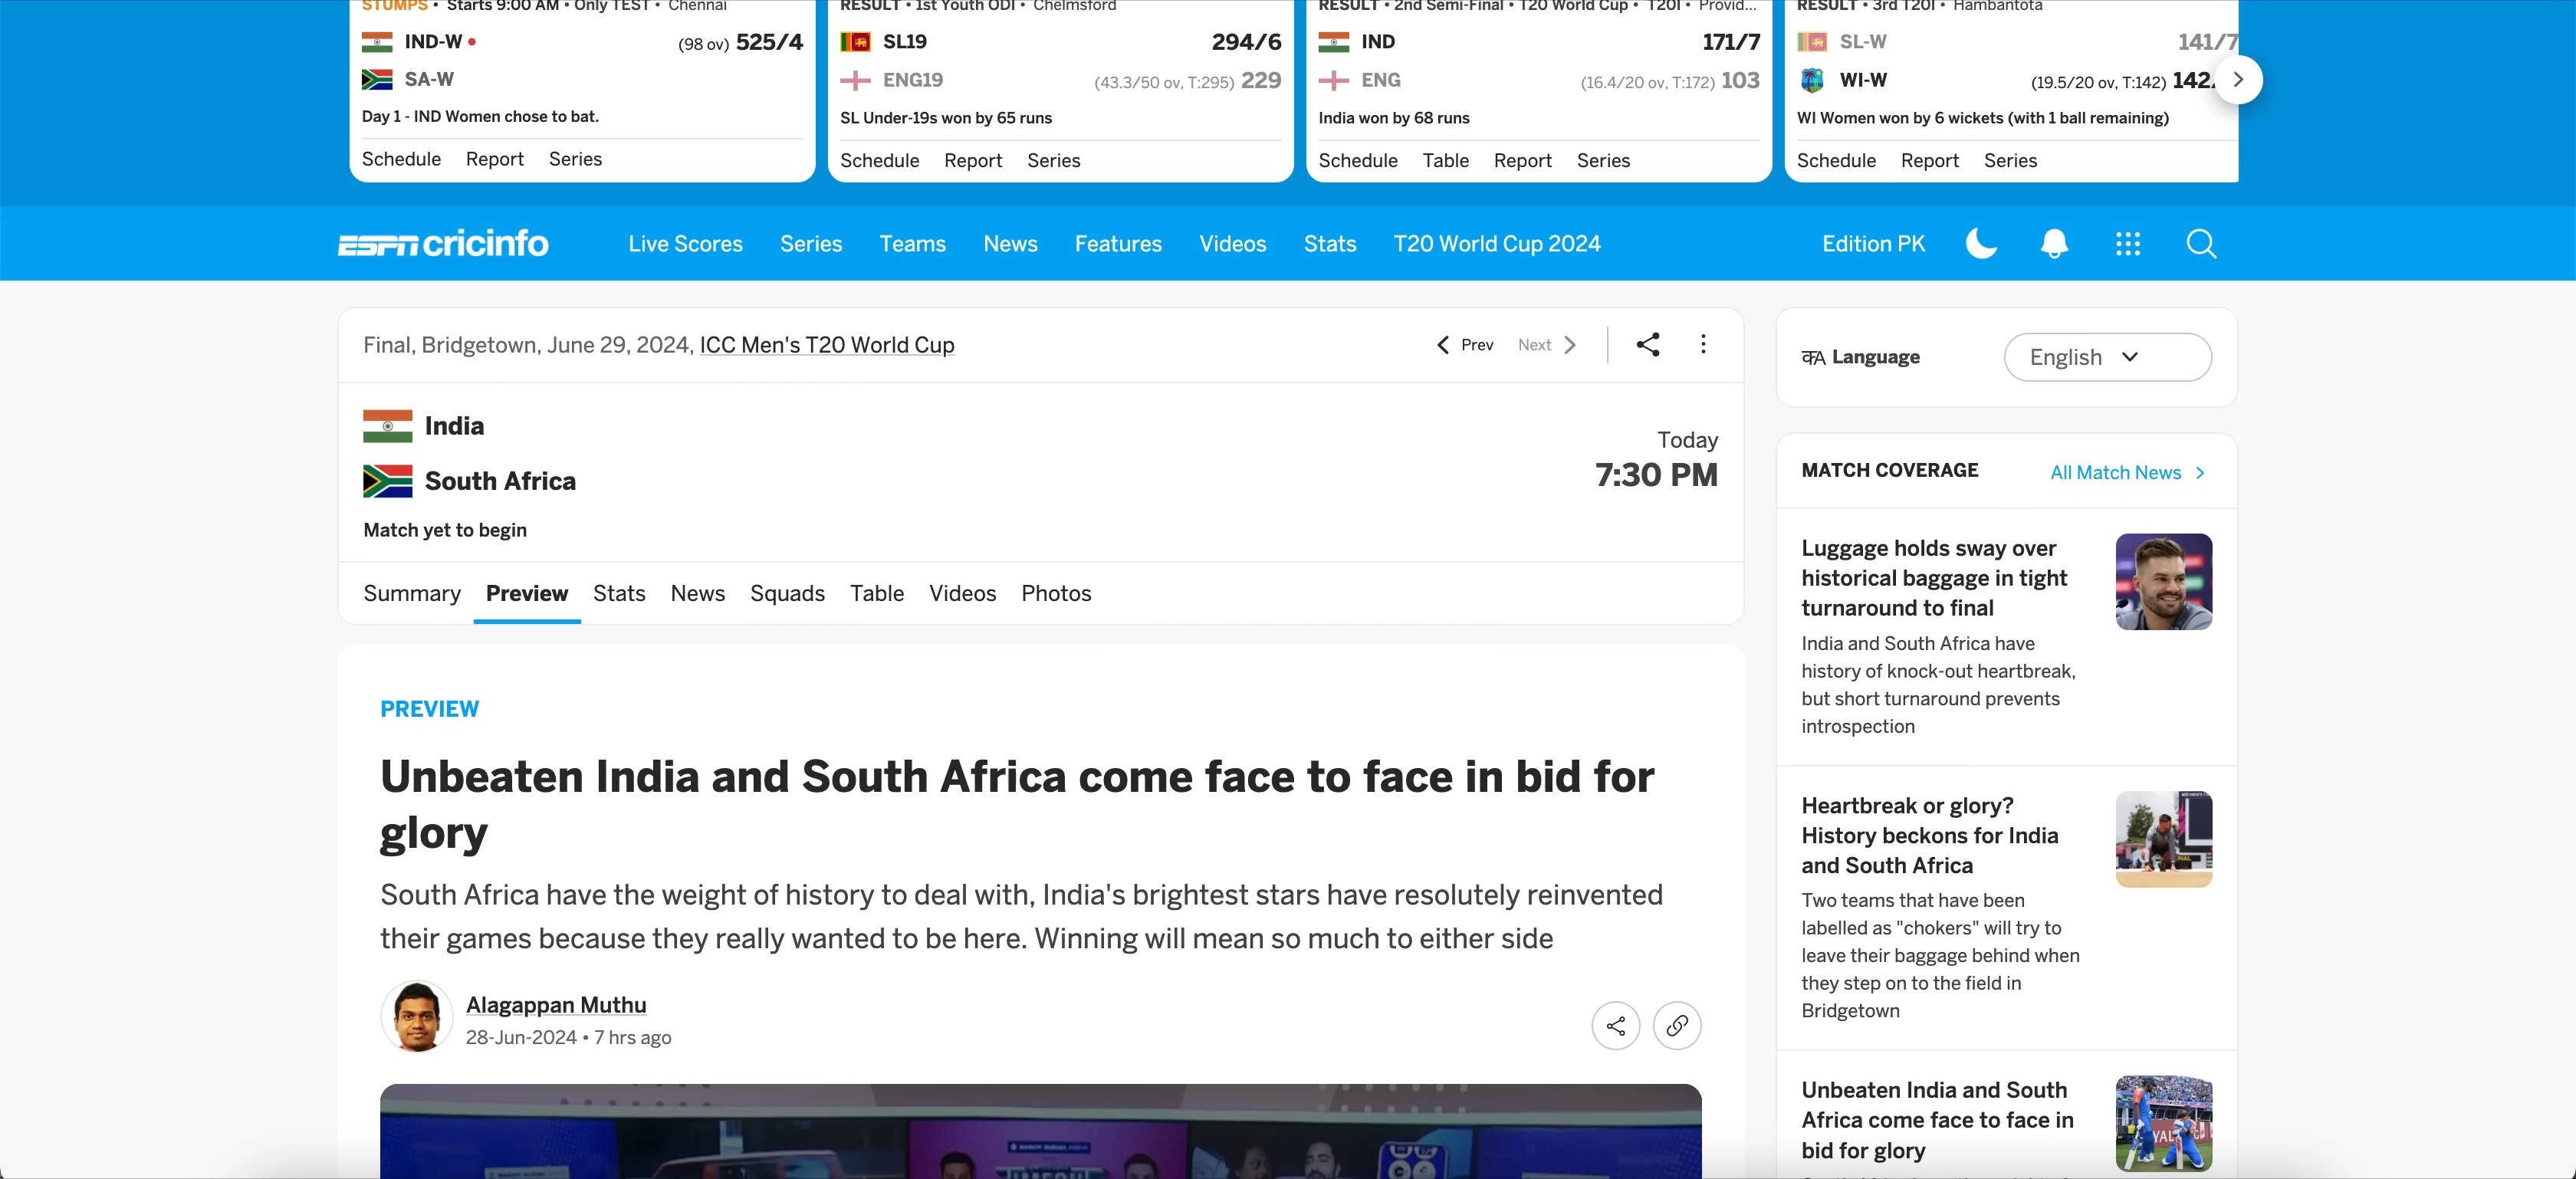 STUMPS • Starts 9:00 AM • Only TEST • Chennai
IND-W (98 ov) 525/4
SA-W
Day 1 - IND Women chose to bat.
Schedule Report Series
RESULT • 1st Youth ODI • Chelmsford
SL19 294/6
ENG19 (43.3/50 ov, T:295) 229
SL Under-19s won by 65 runs
Schedule Report Series
RESULT • 2nd Semi-Final • T20 World Cup • T20I • Provid...
IND 171/7
ENG (16.4/20 ov, T:172) 103
India won by 68 runs
Schedule Table Report Series
RESULT • 3rd T20I • Hambantota
SL-W 141/7
WI-W (19.5/20 ov, T:142) 142
WI Women won by 6 wickets (with 1 ball remaining)
Schedule Report Series
ESPN cricinfo Live Scores Series Teams News Features Videos Stats T20 World Cup 2024 Edition PK
Final, Bridgetown, June 29, 2024, ICC Men's T20 World Cup Prev Next
India
South Africa
Today
7:30 PM
Match yet to begin
Summary Preview Stats News Squads Table Videos Photos
PREVIEW
Unbeaten India and South Africa come face to face in bid for
glory
South Africa have the weight of history to deal with, India's brightest stars have resolutely reinvented
their games because they really wanted to be here. Winning will mean so much to either side
Alagappan Muthu
28-Jun-2024 • 7 hrs ago
Language English
MATCH COVERAGE All Match News
Luggage holds sway over
historical baggage in tight
turnaround to final
India and South Africa have
history of knock-out heartbreak,
but short turnaround prevents
introspection
Heartbreak or glory?
History beckons for India
and South Africa
Two teams that have been
labelled as "chokers" will try to
leave their baggage behind when
they step on to the field in
Bridgetown
Unbeaten India and South
Africa come face to face in
bid for glory